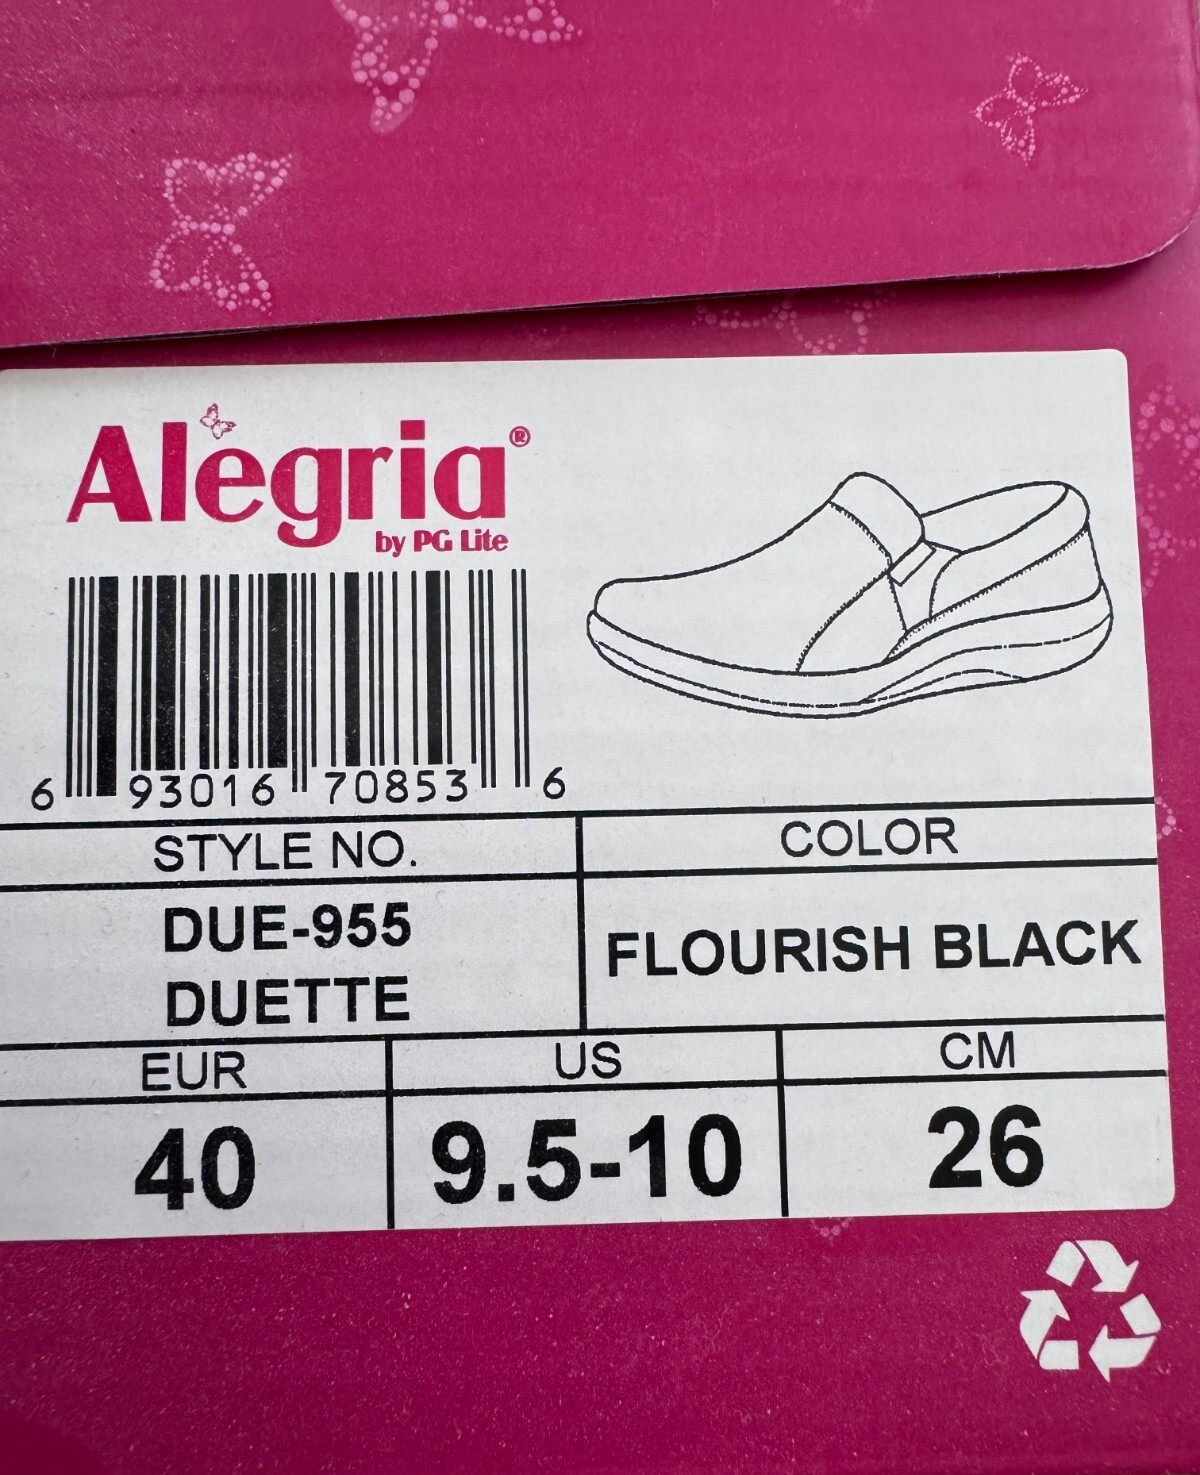 Alegria®
by PG Lite
6 93016 70853 6
STYLE NO.
COLOR
DUE-955
DUETTE
FLOURISH BLACK
EUR
US
CM
40
9.5-10
26